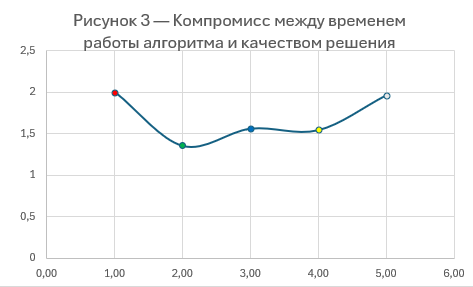 Рисунок 3 — Компромисс между временем
работы алгоритма и качеством решения
2,5
2
1,5
1
0,5
0
0,00 1,00 2,00 3,00 4,00 5,00 6,00